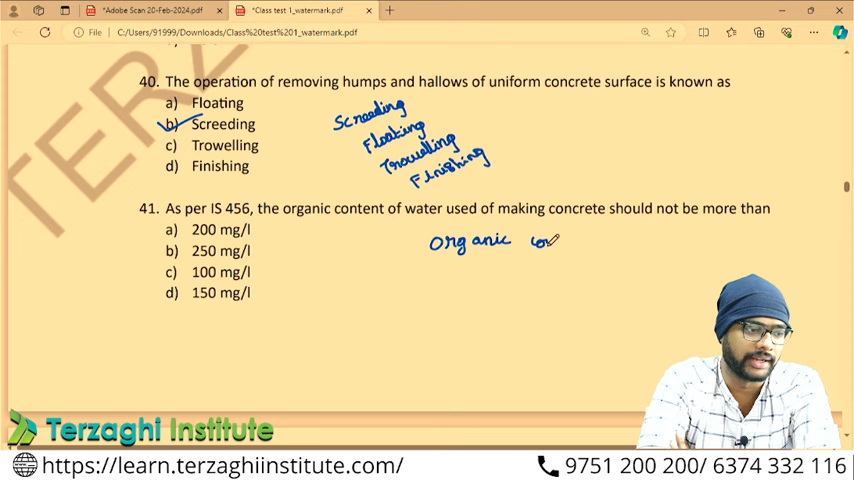 *Adobe Scan 20-Feb-2024.pdf
*Class test 1_watermark.pdf
File
C:/Users/91999/Downloads/Class%20test%201_watermark.pdf
40. The operation of removing humps and hallows of uniform concrete surface is known as
a) Floating
b) Screeding
c) Trowelling
d) Finishing
Screeding
Floating
Trowelling
Finishing
41. As per IS 456, the organic content of water used of making concrete should not be more than
a) 200 mg/l
b) 250 mg/l
c) 100 mg/l
d) 150 mg/l
Organic
TERZ
Terzaghi Institute
https://learn.terzaghiinstitute.com/
9751 200 200/ 6374 332 116